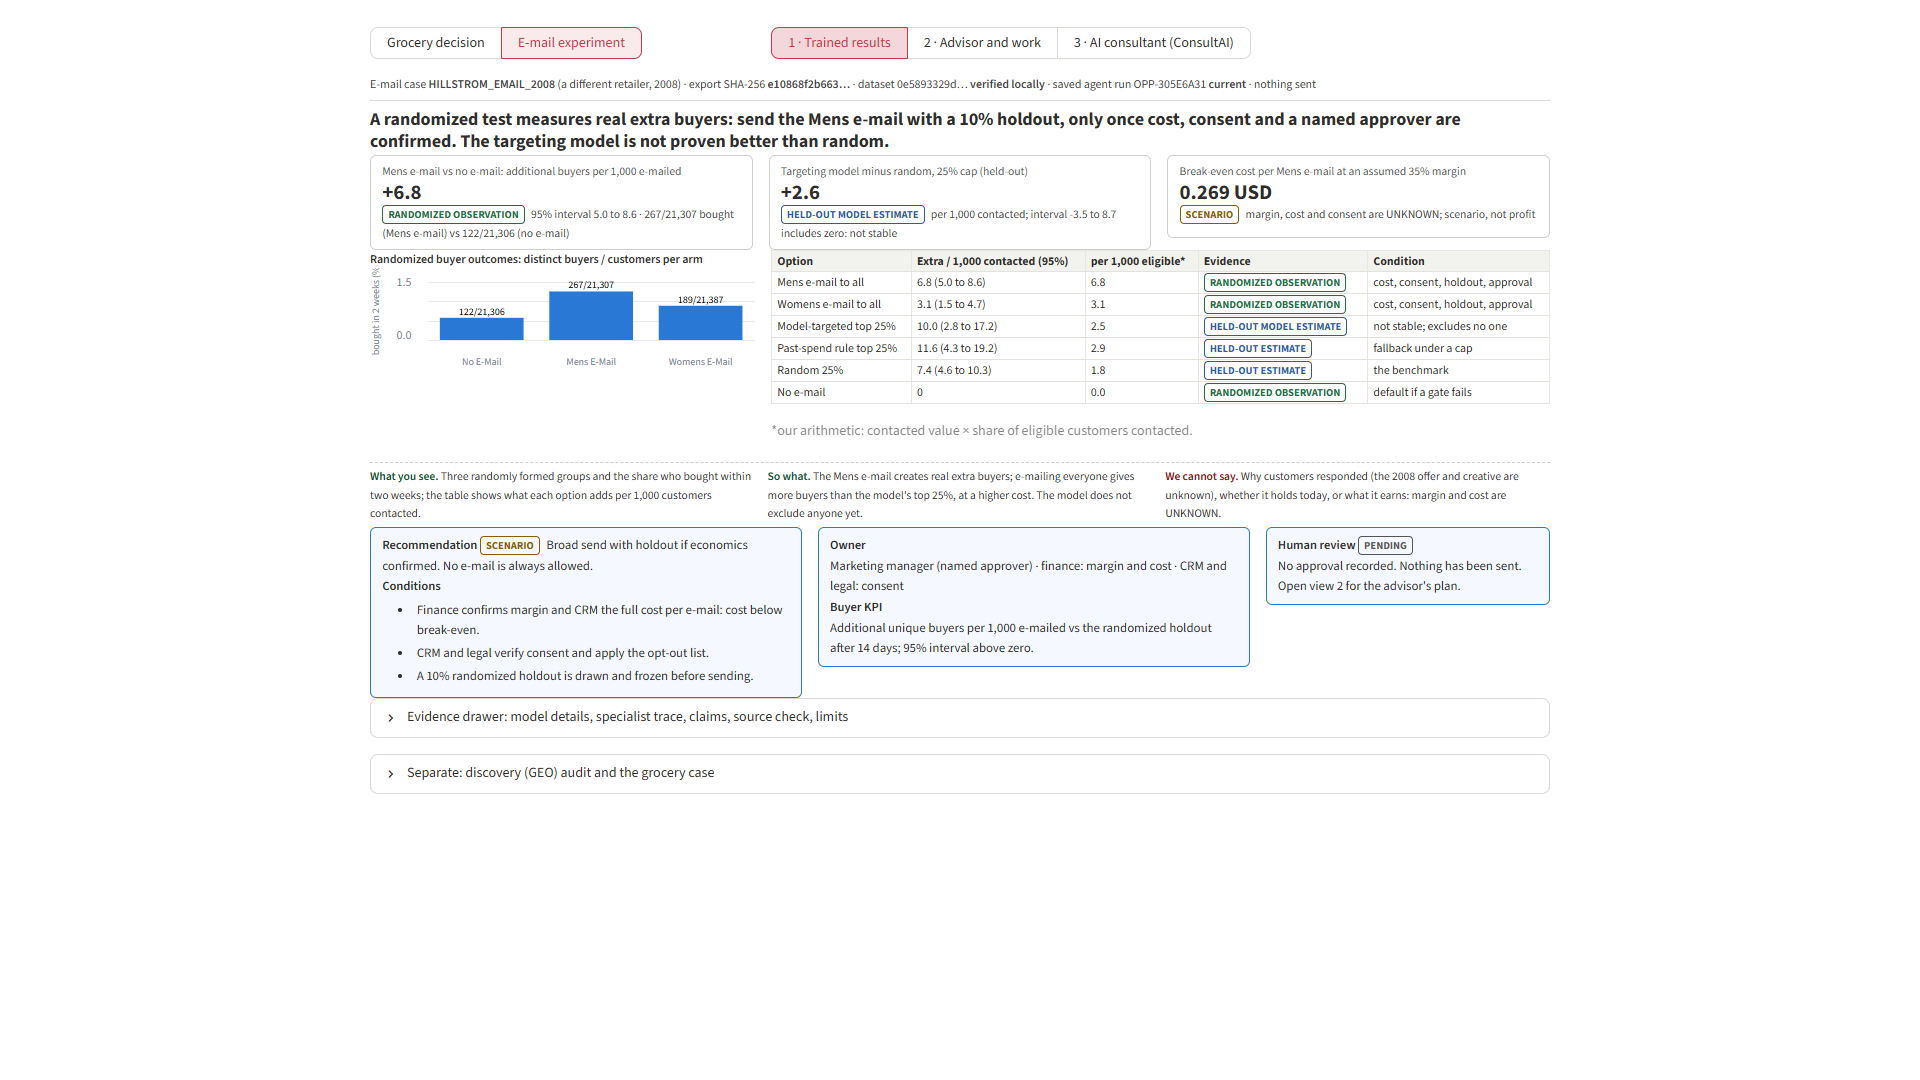 Grocery decision
E-mail experiment
1 · Trained results
2 · Advisor and work
3 · AI consultant (ConsultAI)
E-mail case HILLSTROM_EMAIL_2008 (a different retailer, 2008) · export SHA-256 e10868f2b663… · dataset 0e5893329d… verified locally · saved agent run OPP-305E6A31 current · nothing sent
A randomized test measures real extra buyers: send the Mens e-mail with a 10% holdout, only once cost, consent and a named approver are
confirmed. The targeting model is not proven better than random.
Mens e-mail vs no e-mail: additional buyers per 1,000 e-mailed
+6.8
RANDOMIZED OBSERVATION 95% interval 5.0 to 8.6 · 267/21,307 bought
(Mens e-mail) vs 122/21,306 (no e-mail)
Targeting model minus random, 25% cap (held-out)
+2.6
HELD-OUT MODEL ESTIMATE per 1,000 contacted; interval -3.5 to 8.7
includes zero: not stable
Break-even cost per Mens e-mail at an assumed 35% margin
0.269 USD
SCENARIO margin, cost and consent are UNKNOWN; scenario, not profit
Randomized buyer outcomes: distinct buyers / customers per arm
bought in 2 weeks (%
1.5
0.0
122/21,306
267/21,307
189/21,387
No E-Mail
Mens E-Mail
Womens E-Mail
Option Extra / 1,000 contacted (95%) per 1,000 eligible* Evidence Condition
Mens e-mail to all 6.8 (5.0 to 8.6) 6.8 RANDOMIZED OBSERVATION cost, consent, holdout, approval
Womens e-mail to all 3.1 (1.5 to 4.7) 3.1 RANDOMIZED OBSERVATION cost, consent, holdout, approval
Model-targeted top 25% 10.0 (2.8 to 17.2) 2.5 HELD-OUT MODEL ESTIMATE not stable; excludes no one
Past-spend rule top 25% 11.6 (4.3 to 19.2) 2.9 HELD-OUT ESTIMATE fallback under a cap
Random 25% 7.4 (4.6 to 10.3) 1.8 HELD-OUT ESTIMATE the benchmark
No e-mail 0 0.0 RANDOMIZED OBSERVATION default if a gate fails
*our arithmetic: contacted value × share of eligible customers contacted.
What you see. Three randomly formed groups and the share who bought within
two weeks; the table shows what each option adds per 1,000 customers
contacted.
So what. The Mens e-mail creates real extra buyers; e-mailing everyone gives
more buyers than the model's top 25%, at a higher cost. The model does not
exclude anyone yet.
We cannot say. Why customers responded (the 2008 offer and creative are
unknown), whether it holds today, or what it earns: margin and cost are
UNKNOWN.
Recommendation SCENARIO Broad send with holdout if economics
confirmed. No e-mail is always allowed.
Conditions
• Finance confirms margin and CRM the full cost per e-mail: cost below
break-even.
• CRM and legal verify consent and apply the opt-out list.
• A 10% randomized holdout is drawn and frozen before sending.
Owner
Marketing manager (named approver) · finance: margin and cost · CRM and
legal: consent
Buyer KPI
Additional unique buyers per 1,000 e-mailed vs the randomized holdout
after 14 days; 95% interval above zero.
Human review PENDING
No approval recorded. Nothing has been sent.
Open view 2 for the advisor's plan.
Evidence drawer: model details, specialist trace, claims, source check, limits
Separate: discovery (GEO) audit and the grocery case